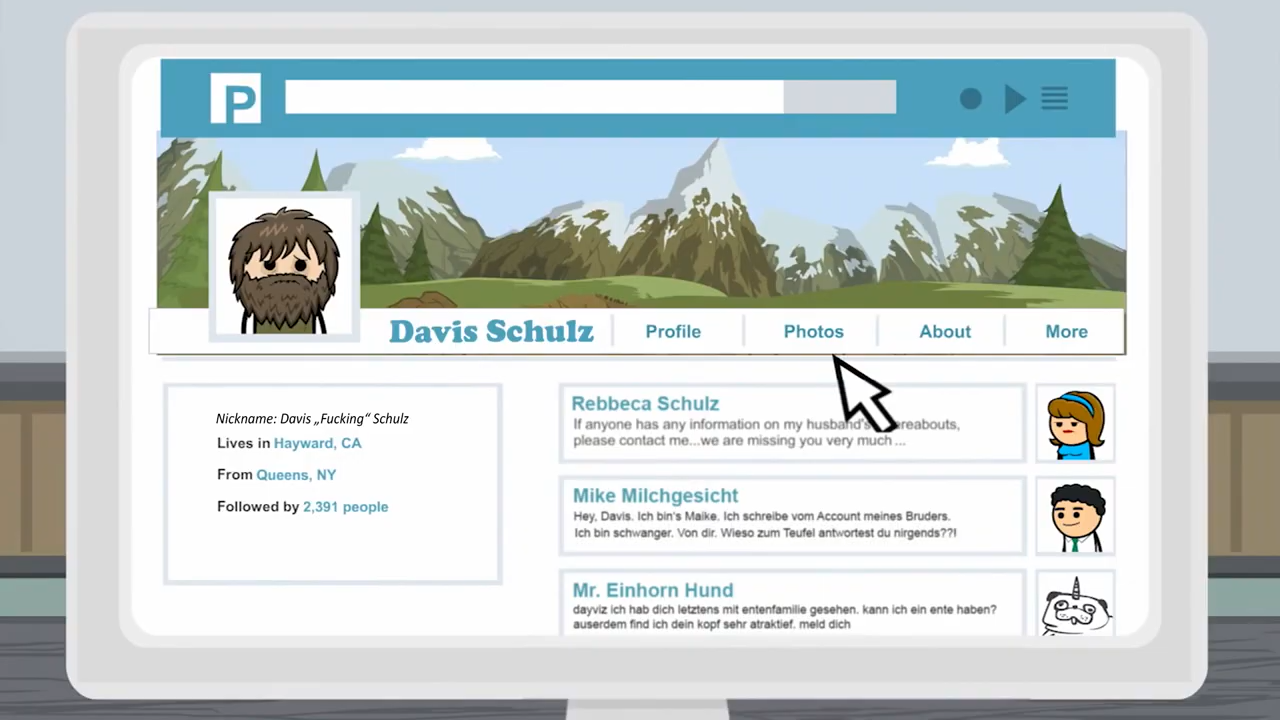 P
Davis Schulz
Profile
Photos
About
More
Nickname: Davis „Fucking“ Schulz
Lives in Hayward, CA
From Queens, NY
Followed by 2,391 people
Rebbeca Schulz
If anyone has any information on my husband's
please contact me...we are missing you very much ...
Mike Milchgesicht
Hey, Davis. Ich bin's Maike. Ich schreibe vom Account meines Bruders.
Ich bin schwanger. Von dir. Wieso zum Teufel antwortest du nirgends??!
Mr. Einhorn Hund
dayviz ich hab dich letztens mit entenfamilie gesehen. kann ich ein ente haben?
auserdem find ich dein kopf sehr atraktief. meld dich